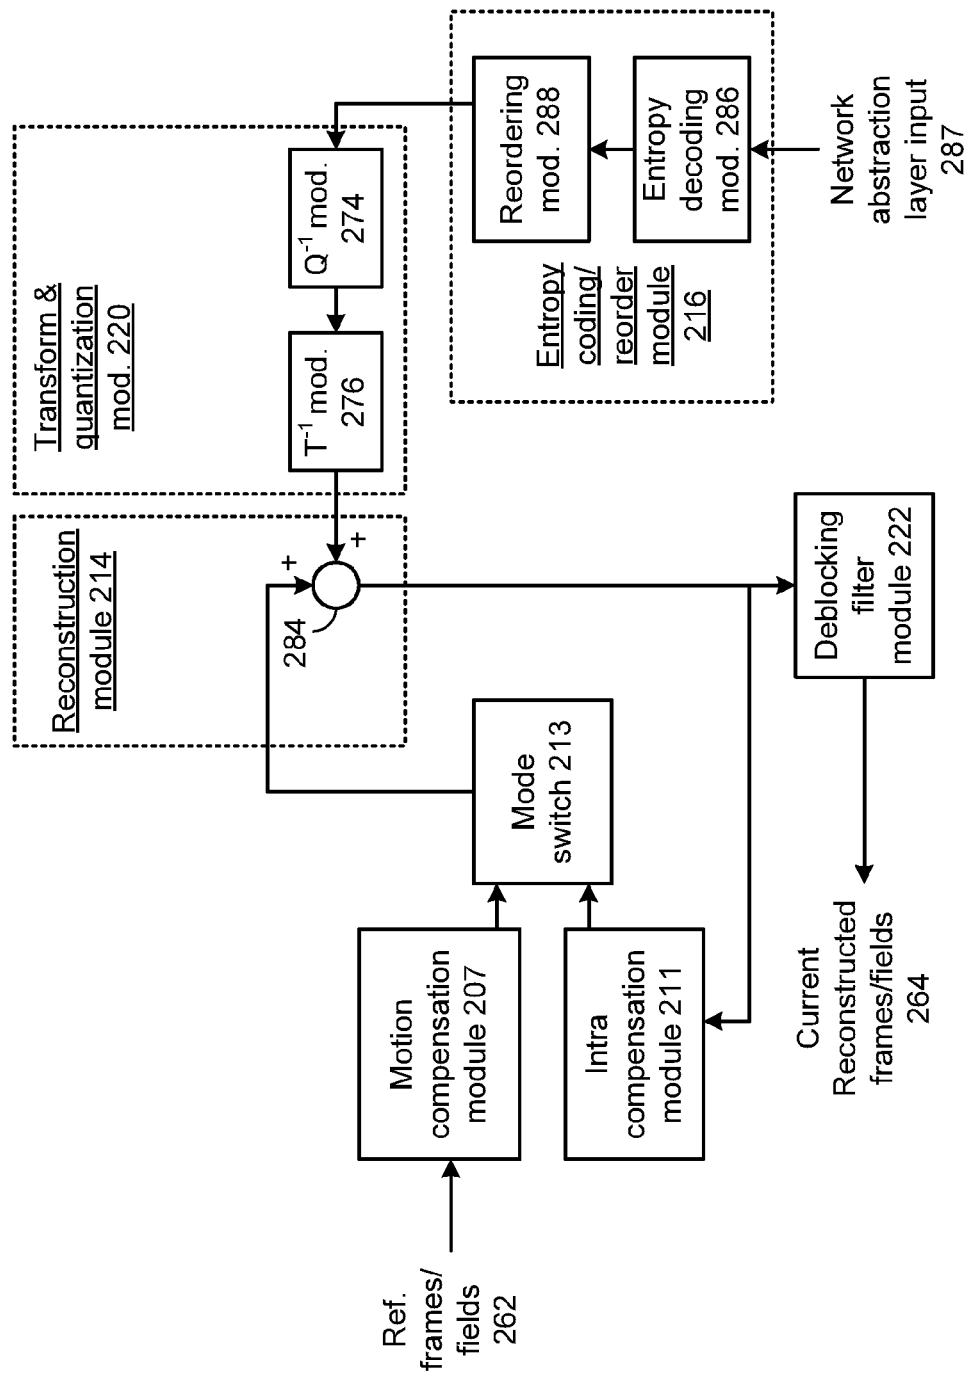 Ref.
frames/
fields
262
Motion
compensation
module 207
Intra
compensation
module 211
Current
Reconstructed
frames/fields
264
Mode
switch 213
Reconstruction
module 214
284
+
+
Deblocking
filter
module 222
Transform &
quantization
mod. 220
T⁻¹ mod.
276
Q⁻¹ mod.
274
Entropy
coding/
reorder
module
216
Reordering
mod. 288
Entropy
decoding
mod. 286
Network
abstraction
layer input
287